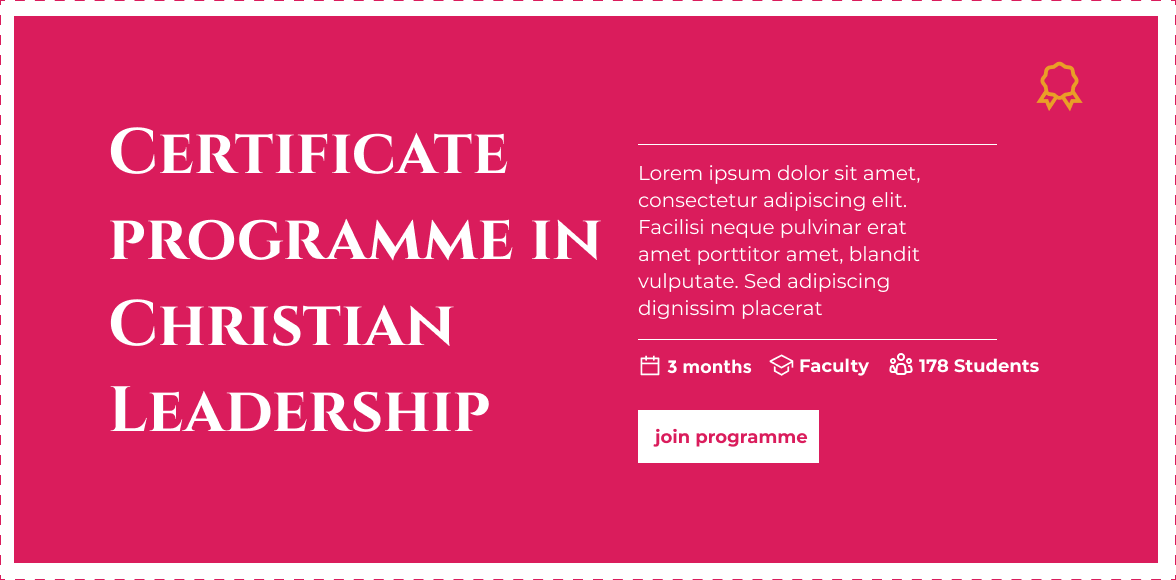 Certificate
programme in
Christian
Leadership
Lorem ipsum dolor sit amet,
consectetur adipiscing elit.
Facilisi neque pulvinar erat
amet porttitor amet, blandit
vulputate. Sed adipiscing
dignissim placerat
3 months Faculty 178 Students
join programme